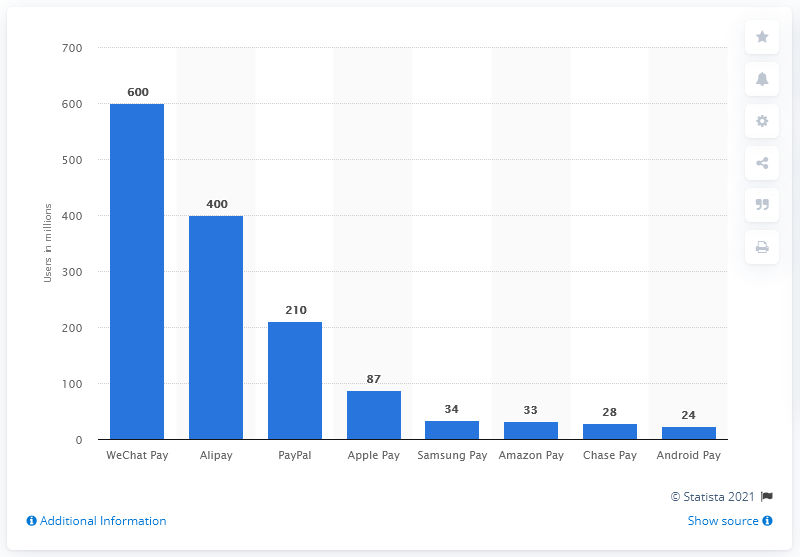 700
600
500
400
300
200
100
0
Users in millions
600
400
210
87
34
33
28
24
WeChat Pay
Alipay
PayPal
Apple Pay
Samsung Pay
Amazon Pay
Chase Pay
Android Pay
© Statista 2021
Additional Information
Show source